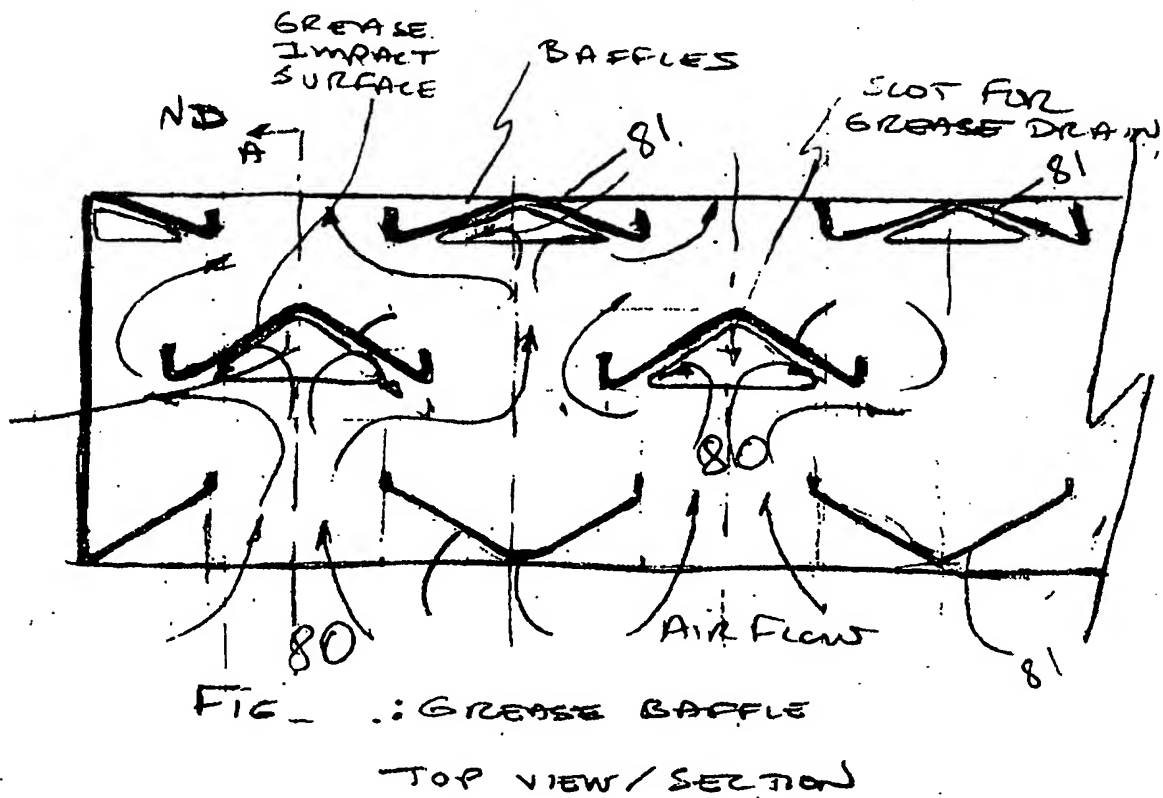 GREASE
IMPACT
SURFACE
BAFFLES
SLOT FOR
GREASE DRAIN
ND
A
81
81
80
80
AIR FLOW
81
FIG_ .: GREASE BAFFLE
TOP VIEW / SECTION